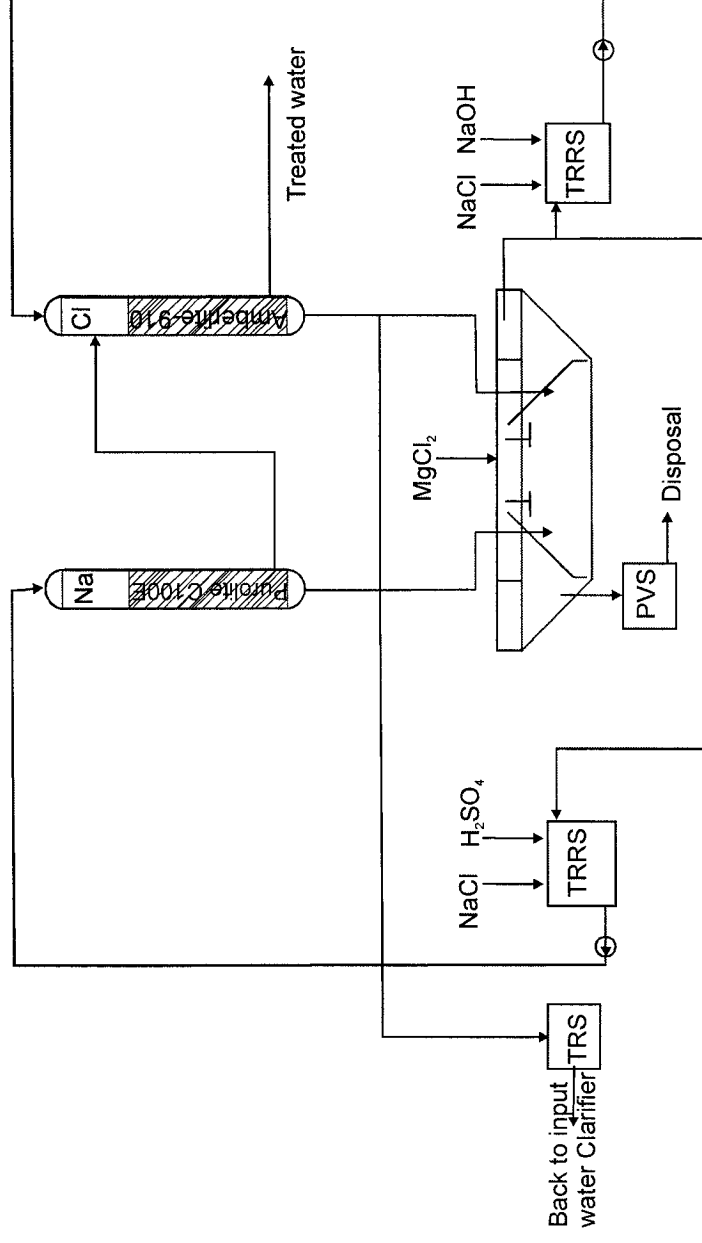 Na
Purolite C100E
Cl
Amberlite-910
Treated water
MgCl₂
NaCl
H₂SO₄
TRRS
NaCl
NaOH
TRRS
PVS
Disposal
TRS
Back to input
water Clarifier